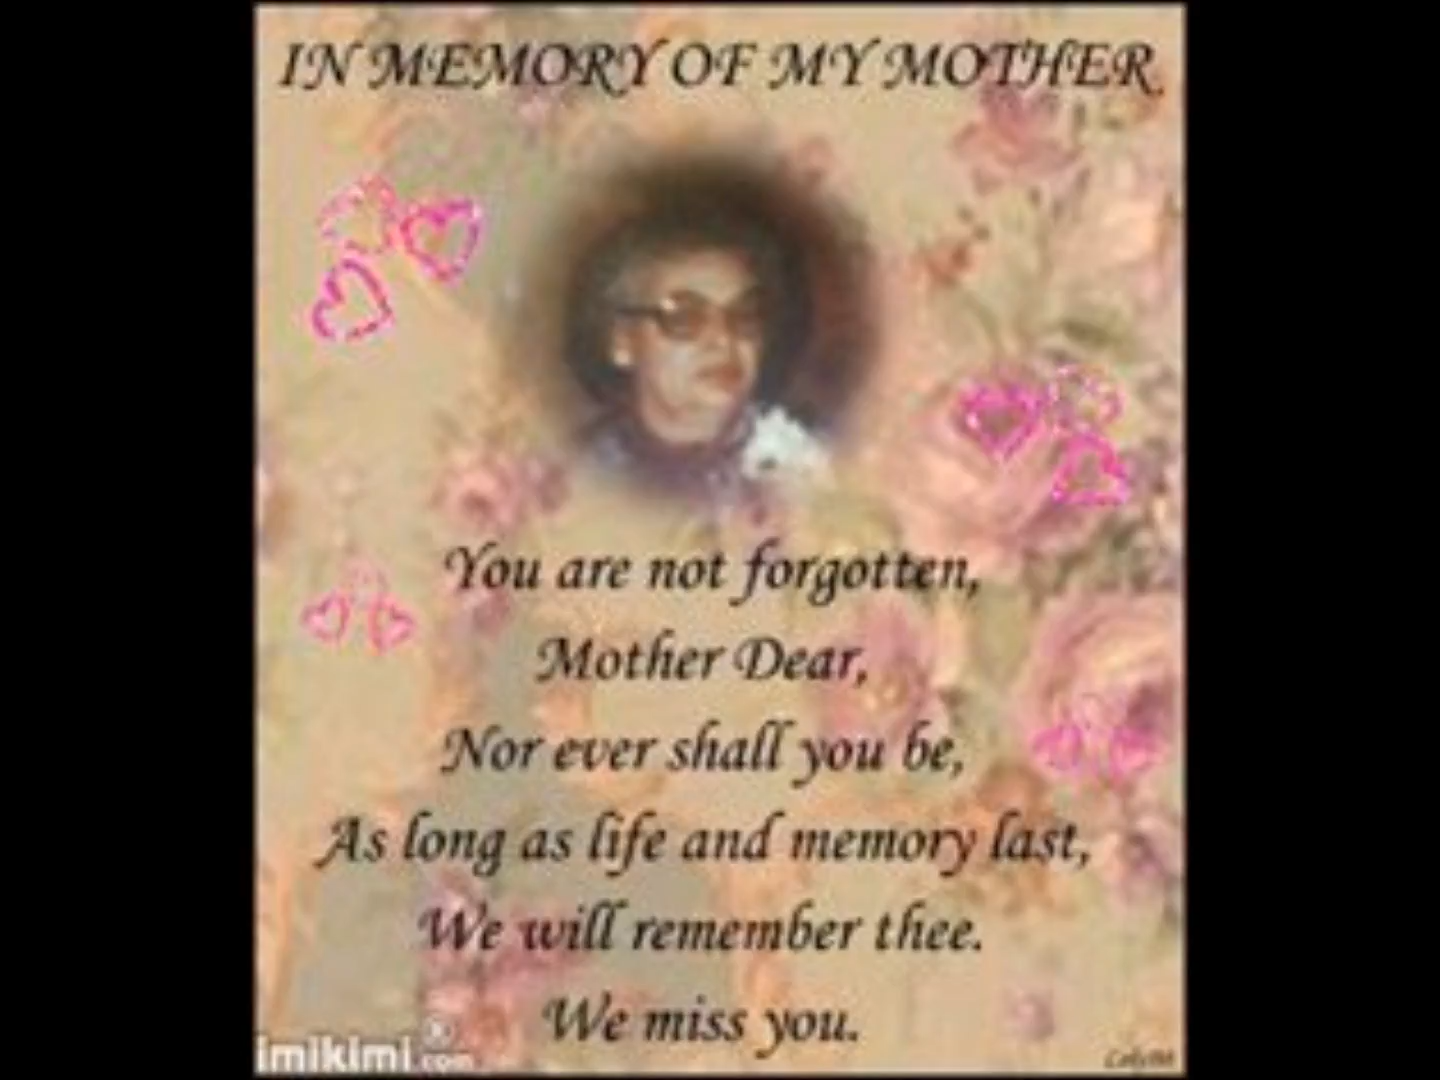 IN MEMORY OF MY MOTHER
You are not forgotten,
Mother Dear,
Nor ever shall you be,
As long as life and memory last,
We will remember thee.
We miss you.
imikimi.com